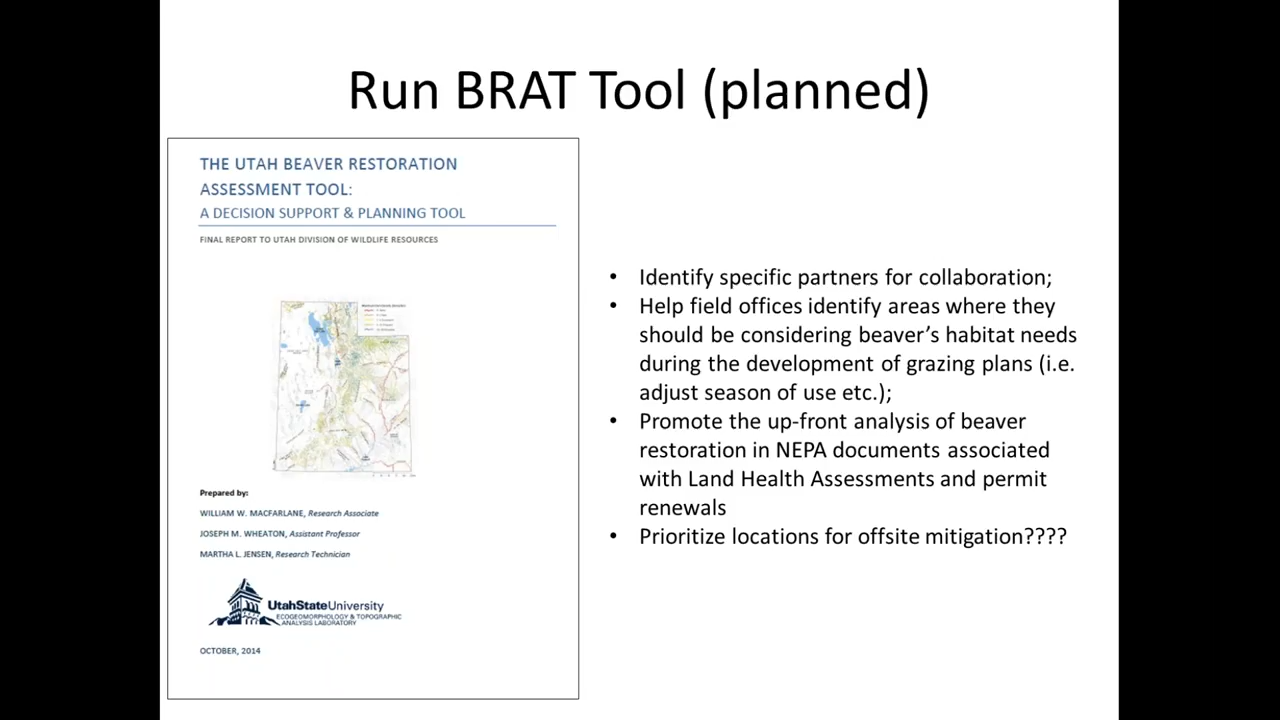 Run BRAT Tool (planned)
THE UTAH BEAVER RESTORATION
ASSESSMENT TOOL:
A DECISION SUPPORT & PLANNING TOOL
FINAL REPORT TO UTAH DIVISION OF WILDLIFE RESOURCES
Prepared by:
WILLIAM W. MACFARLANE, Research Associate
JOSEPH M. WHEATON, Assistant Professor
MARTHA L. JENSEN, Research Technician
UtahStateUniversity
ECOGEOMORPHOLOGY & TOPOGRAPHIC
ANALYSIS LABORATORY
OCTOBER, 2014
• Identify specific partners for collaboration;
• Help field offices identify areas where they
should be considering beaver’s habitat needs
during the development of grazing plans (i.e.
adjust season of use etc.);
• Promote the up-front analysis of beaver
restoration in NEPA documents associated
with Land Health Assessments and permit
renewals
• Prioritize locations for offsite mitigation????